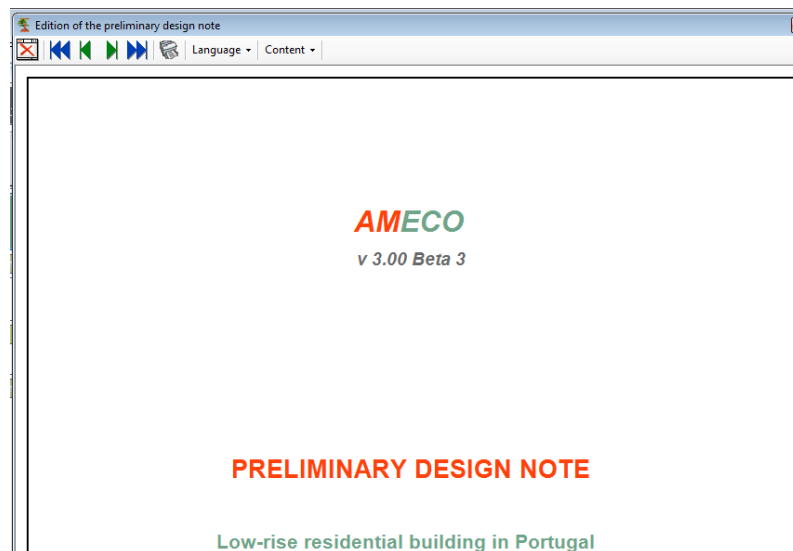 Edition of the preliminary design note
Language Content
AMECO
v 3.00 Beta 3
PRELIMINARY DESIGN NOTE
Low-rise residential building in Portugal